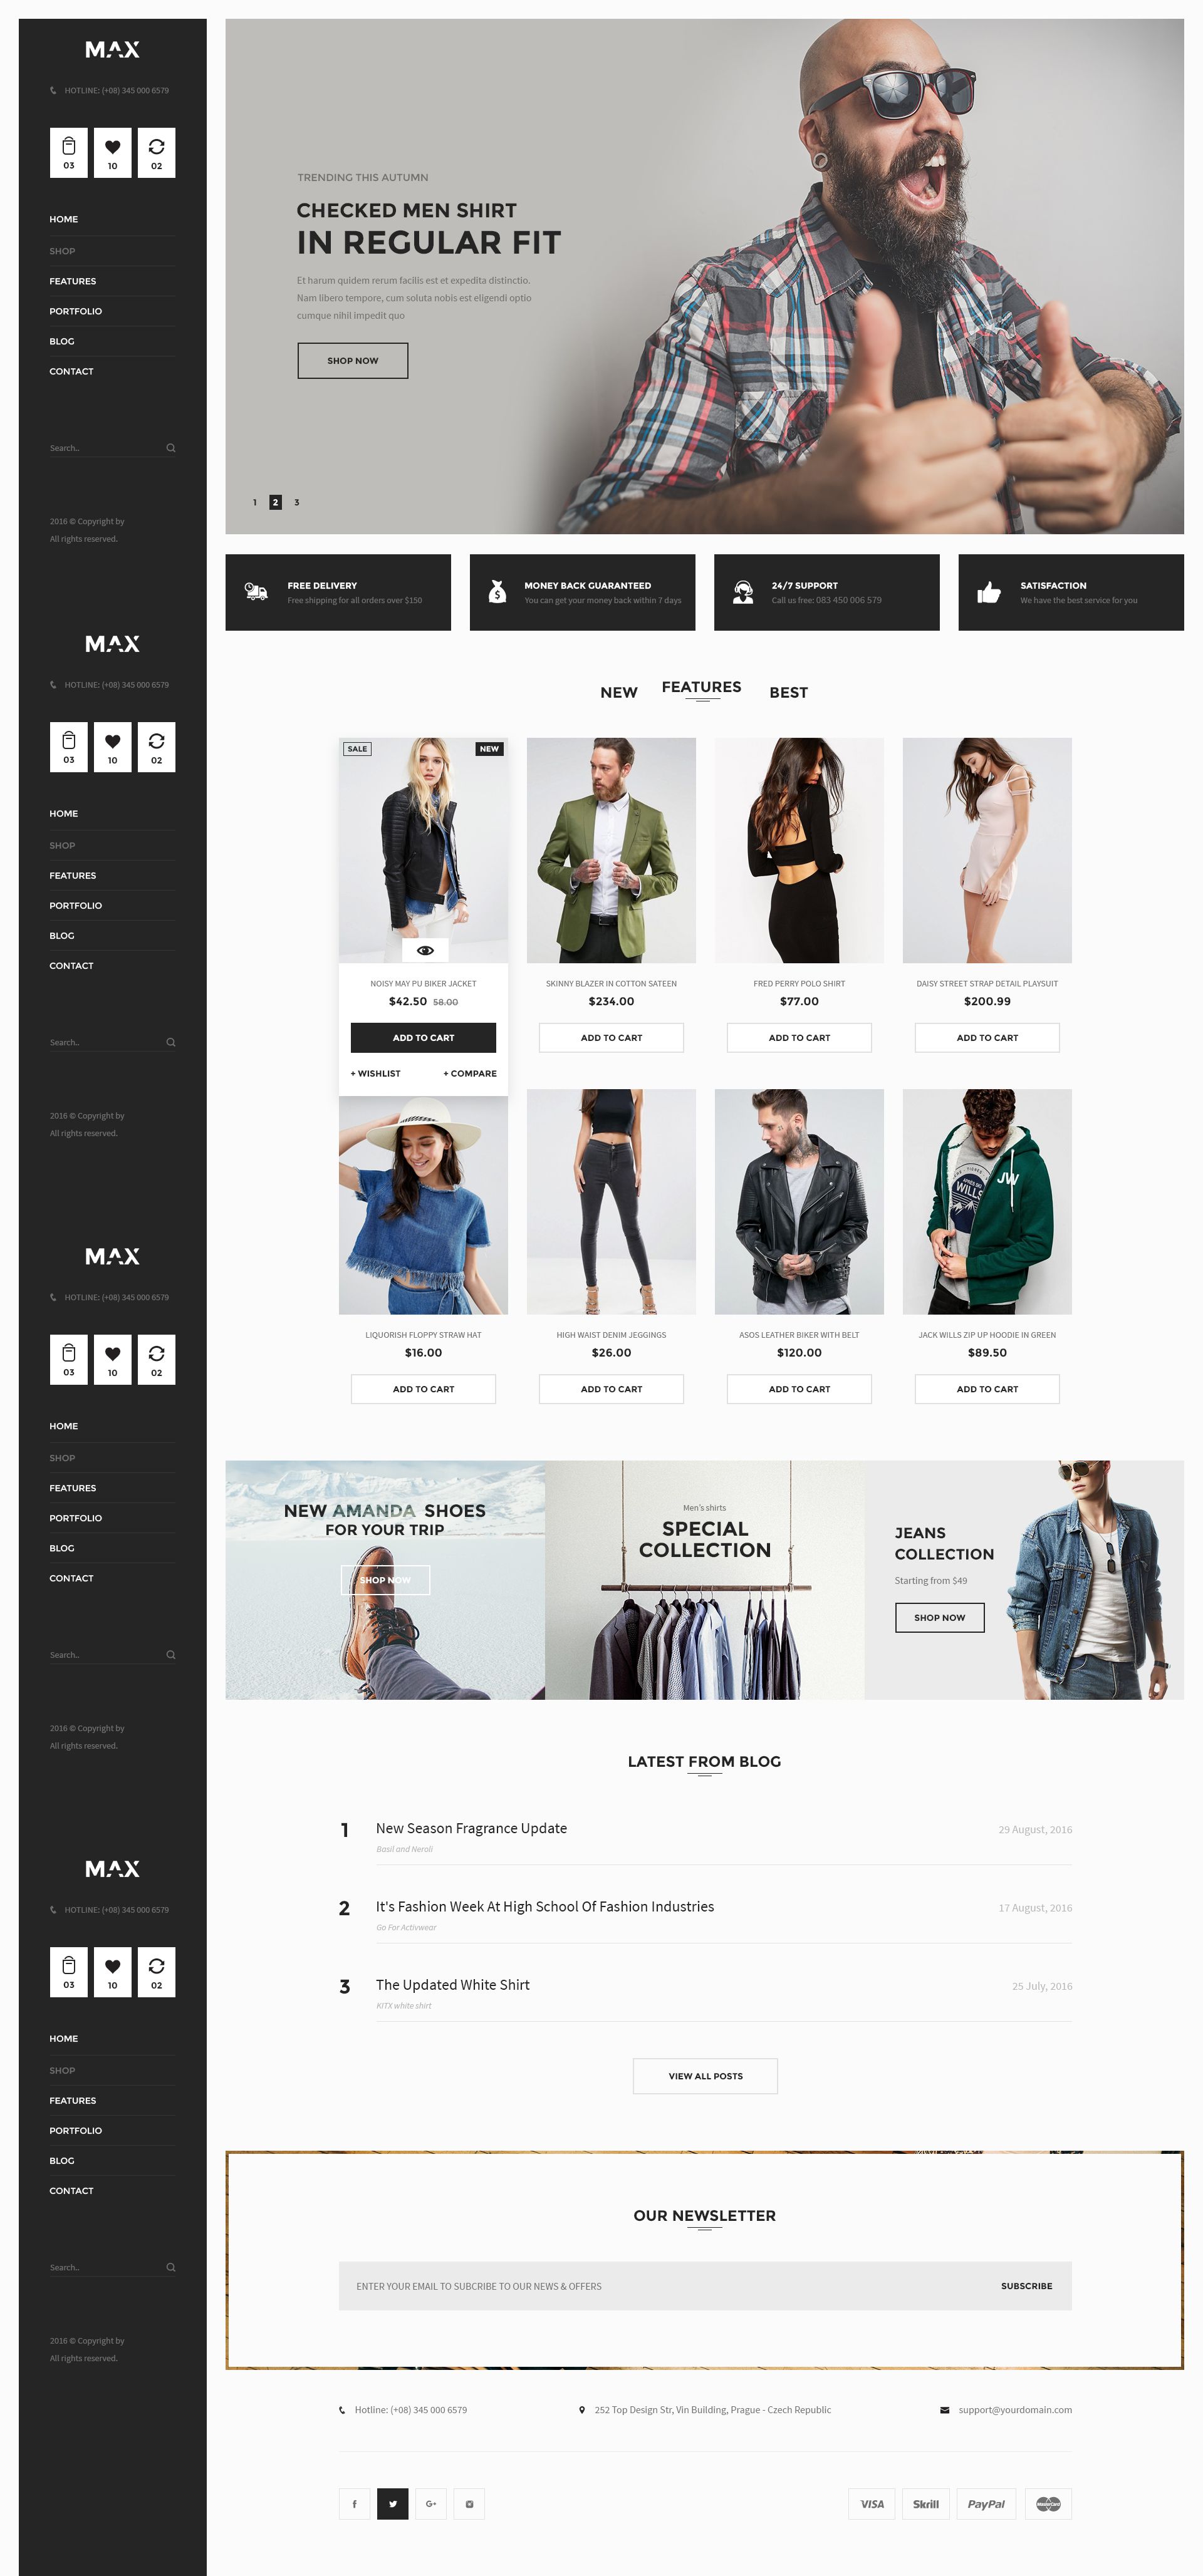 MAX
HOTLINE: (+08) 345 000 6579
03 10 02
HOME
SHOP
FEATURES
PORTFOLIO
BLOG
CONTACT
Search..
2016 © Copyright by
All rights reserved.
MAX
HOTLINE: (+08) 345 000 6579
03 10 02
HOME
SHOP
FEATURES
PORTFOLIO
BLOG
CONTACT
Search..
2016 © Copyright by
All rights reserved.
MAX
HOTLINE: (+08) 345 000 6579
03 10 02
HOME
SHOP
FEATURES
PORTFOLIO
BLOG
CONTACT
Search..
2016 © Copyright by
All rights reserved.
MAX
HOTLINE: (+08) 345 000 6579
03 10 02
HOME
SHOP
FEATURES
PORTFOLIO
BLOG
CONTACT
Search..
2016 © Copyright by
All rights reserved.
TRENDING THIS AUTUMN
CHECKED MEN SHIRT
IN REGULAR FIT
Et harum quidem rerum facilis est et expedita distinctio.
Nam libero tempore, cum soluta nobis est eligendi optio
cumque nihil impedit quo
SHOP NOW
1 2 3
FREE DELIVERY
Free shipping for all orders over $150
MONEY BACK GUARANTEED
You can get your money back within 7 days
24/7 SUPPORT
Call us free: 083 450 006 579
SATISFACTION
We have the best service for you
NEW FEATURES BEST
SALE NEW
NOISY MAY PU BIKER JACKET
$42.50 58.00
ADD TO CART
+ WISHLIST + COMPARE
SKINNY BLAZER IN COTTON SATEEN
$234.00
ADD TO CART
FRED PERRY POLO SHIRT
$77.00
ADD TO CART
DAISY STREET STRAP DETAIL PLAYSUIT
$200.99
ADD TO CART
LIQUORISH FLOPPY STRAW HAT
$16.00
ADD TO CART
HIGH WAIST DENIM JEGGINGS
$26.00
ADD TO CART
ASOS LEATHER BIKER WITH BELT
$120.00
ADD TO CART
JW
WILLS
JACK WILLS ZIP UP HOODIE IN GREEN
$89.50
ADD TO CART
NEW AMANDA SHOES
FOR YOUR TRIP
SHOP NOW
Men's shirts
SPECIAL
COLLECTION
JEANS
COLLECTION
Starting from $49
SHOP NOW
LATEST FROM BLOG
1 New Season Fragrance Update 29 August, 2016
Basil and Neroli
2 It's Fashion Week At High School Of Fashion Industries 17 August, 2016
Go For Activwear
3 The Updated White Shirt 25 July, 2016
KITX white shirt
VIEW ALL POSTS
OUR NEWSLETTER
ENTER YOUR EMAIL TO SUBCRIBE TO OUR NEWS & OFFERS SUBSCRIBE
Hotline: (+08) 345 000 6579 252 Top Design Str, Vin Building, Prague - Czech Republic support@yourdomain.com
f G+ VISA Skrill PayPal MasterCard